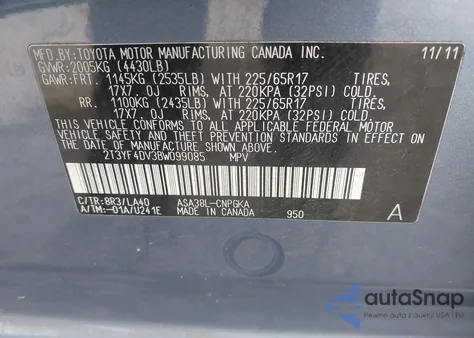 MFD.BY: TOYOTA MOTOR MANUFACTURING CANADA INC. 11/11
GVWR: 2005KG (4430LB)
GAWR: FRT. 1145KG (2535LB) WITH 225/65R17 TIRES,
17X7.0J RIMS, AT 220KPA (32PSI) COLD.
RR. 1100KG (2435LB) WITH 225/65R17 TIRES,
17X7.0J RIMS, AT 220KPA (32PSI) COLD.
THIS VEHICLE CONFORMS TO ALL APPLICABLE FEDERAL MOTOR
VEHICLE SAFETY AND THEFT PREVENTION STANDARDS IN EFFECT
ON THE DATE OF MANUFACTURE SHOWN ABOVE.
2T3YF4DV3BW099085 MPV
C/TR: 8R3/LA40 ASA38L-CNPGKA
A/TM: -01A/U241E MADE IN CANADA 950 A
autoSnap
Pewne auta z USA i EU